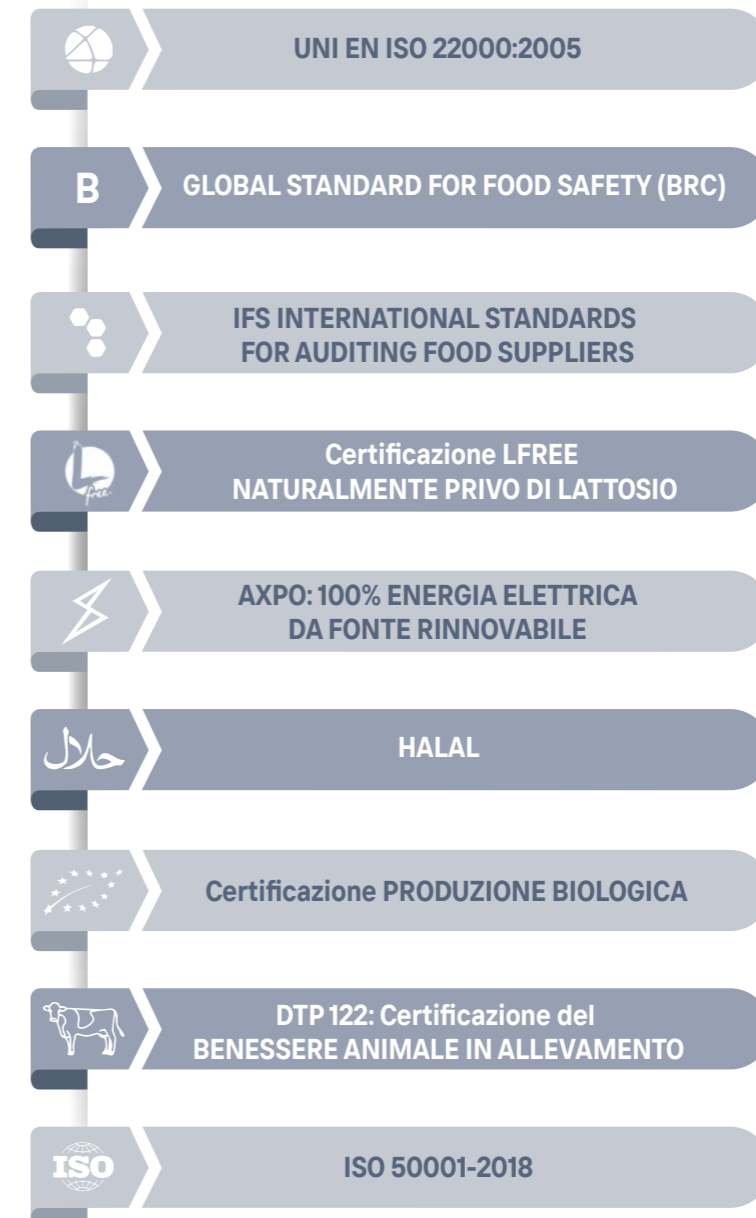 UNI EN ISO 22000:2005
B
GLOBAL STANDARD FOR FOOD SAFETY (BRC)
IFS INTERNATIONAL STANDARDS
FOR AUDITING FOOD SUPPLIERS
L
free
Certificazione LFREE
NATURALMENTE PRIVO DI LATTOSIO
AXPO: 100% ENERGIA ELETTRICA
DA FONTE RINNOVABILE
حلال
HALAL
Certificazione PRODUZIONE BIOLOGICA
DTP 122: Certificazione del
BENESSERE ANIMALE IN ALLEVAMENTO
ISO
ISO 50001-2018